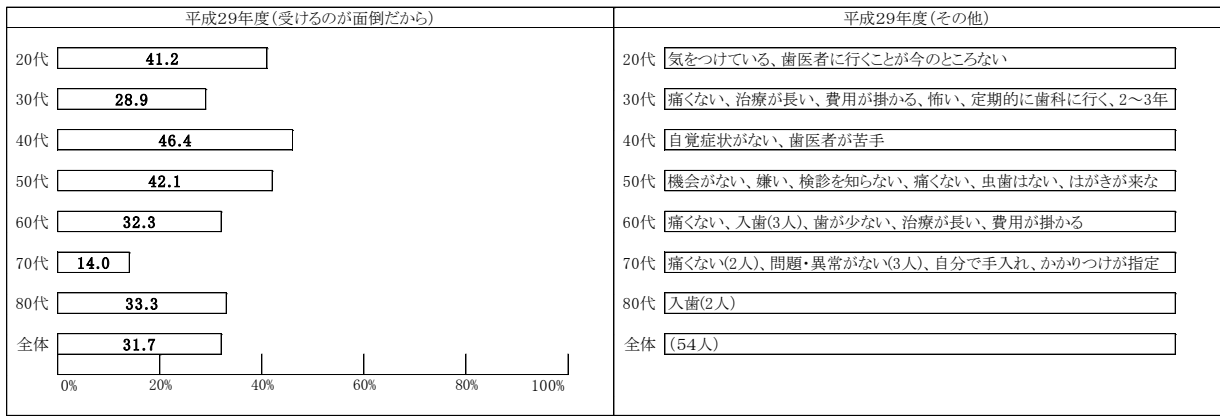 平成29年度(受けるのが面倒だから)
20代 41.2
30代 28.9
40代 46.4
50代 42.1
60代 32.3
70代 14.0
80代 33.3
全体 31.7
0% 20% 40% 60% 80% 100%
平成29年度(その他)
20代 気をつけている、歯医者に行くことが今のところない
30代 痛くない、治療が長い、費用が掛かる、怖い、定期的に歯科に行く、2～3年
40代 自覚症状がない、歯医者が苦手
50代 機会がない、嫌い、検診を知らない、痛くない、虫歯はない、はがきが来な
60代 痛くない、入歯(3人)、歯が少ない、治療が長い、費用が掛かる
70代 痛くない(2人)、問題・異常がない(3人)、自分で手入れ、かかりつけが指定
80代 入歯(2人)
全体 (54人)